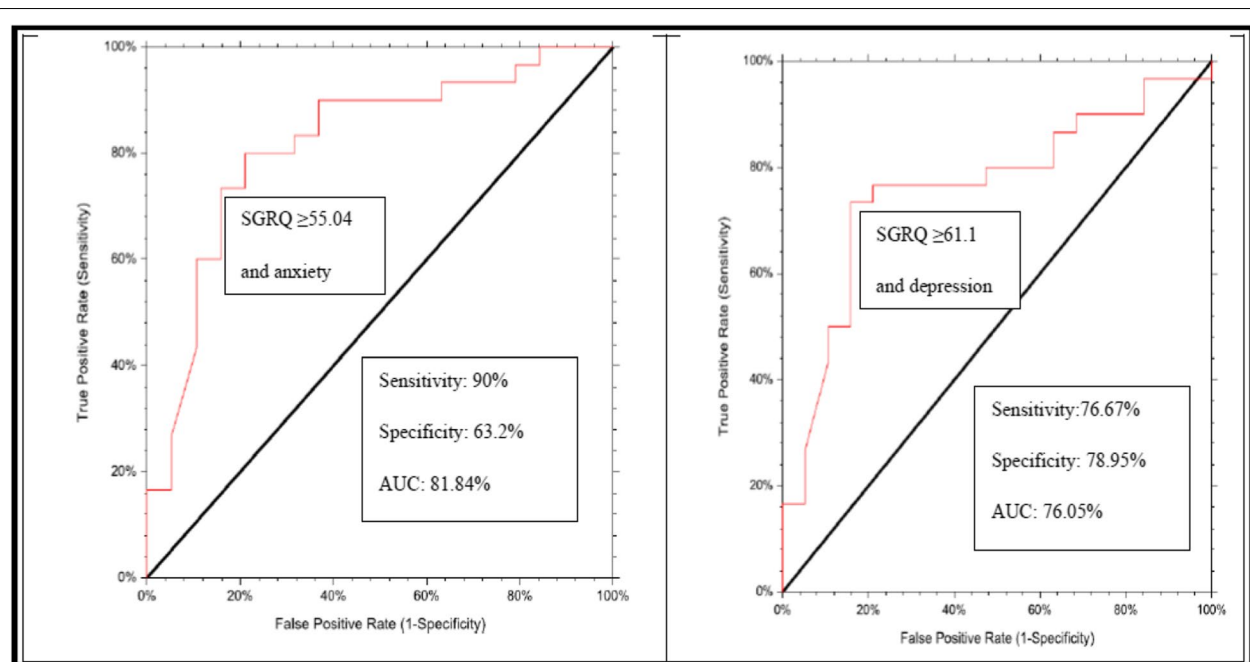 100%
80%
60%
40%
20%
0%
True Positive Rate (Sensitivity)
SGRQ ≥55.04
and anxiety
Sensitivity: 90%
Specificity: 63.2%
AUC: 81.84%
0% 20% 40% 60% 80% 100%
False Positive Rate (1-Specificity)
100%
80%
60%
40%
20%
0%
True Positive Rate (Sensitivity)
SGRQ ≥61.1
and depression
Sensitivity:76.67%
Specificity: 78.95%
AUC: 76.05%
0% 20% 40% 60% 80% 100%
False Positive Rate (1-Specificity)